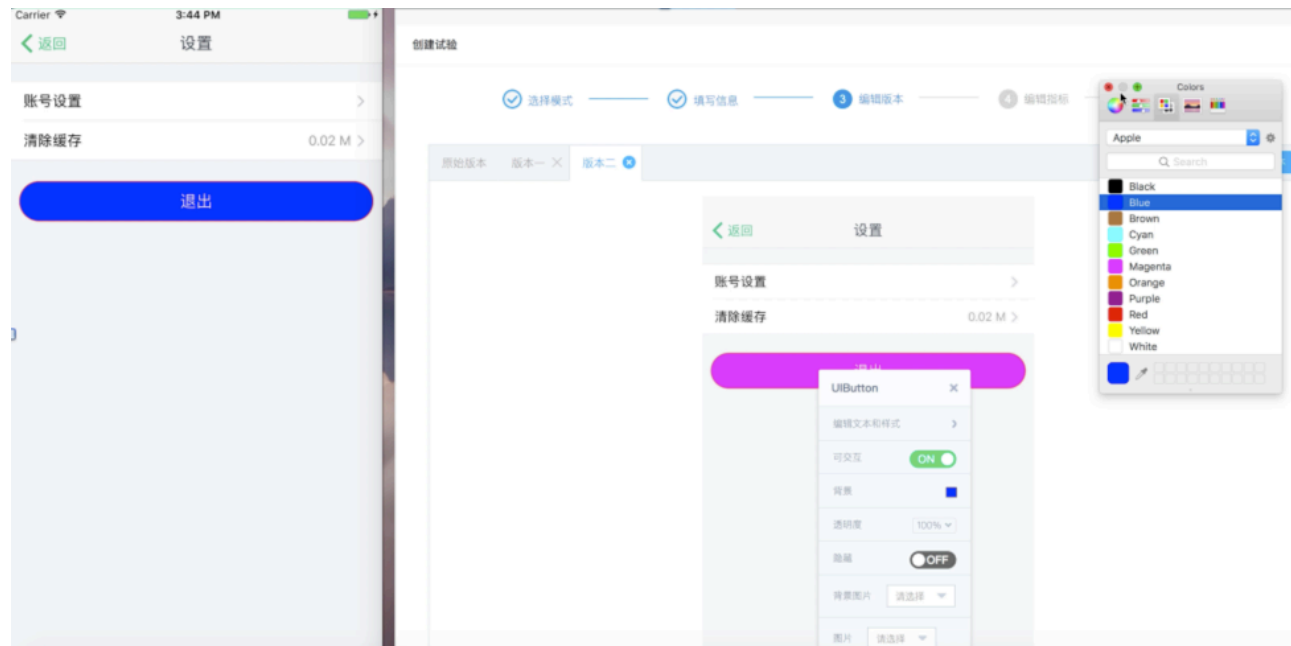 Carrier
3:44 PM
返回
设置
账号设置
清除缓存
0.02 M
退出
创建试验
选择模式
填写信息
3
编辑版本
4
编辑指标
原始版本
版本一
版本二
返回
设置
账号设置
清除缓存
0.02 M
UIButton
编辑文本和样式
可交互
ON
背景
透明度
100%
隐藏
OFF
背景图片
请选择
图片
请选择
Colors
Apple
Search
Black
Blue
Brown
Cyan
Green
Magenta
Orange
Purple
Red
Yellow
White